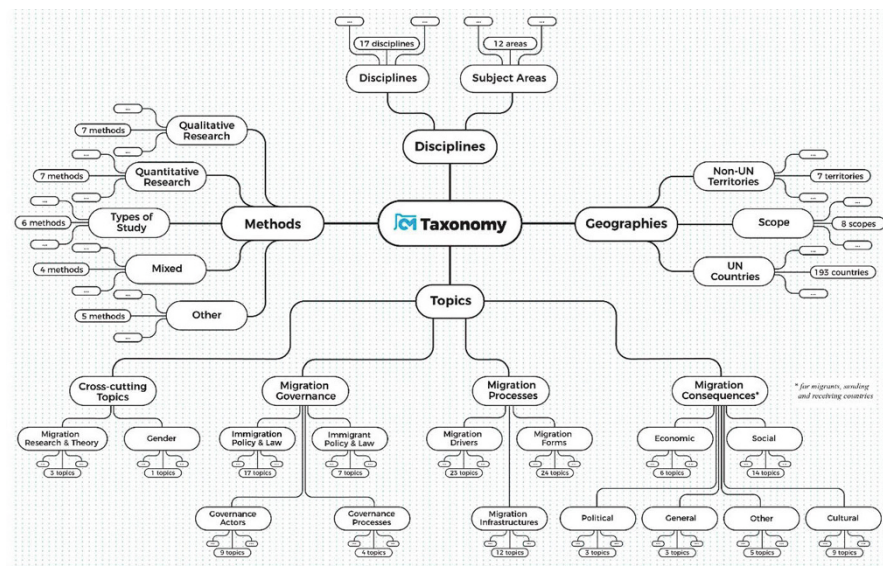 ...
...
...
...
17 disciplines
12 areas
Disciplines
Subject Areas
Disciplines
...
7 methods
...
Qualitative
Research
...
7 methods
...
Quantitative
Research
...
6 methods
...
Types of
Study
...
4 methods
...
Mixed
...
5 methods
...
Other
Methods
CM Taxonomy
Geographies
Non-UN
Territories
...
7 territories
...
Scope
...
8 scopes
...
UN
Countries
...
193 countries
...
Topics
Cross-cutting
Topics
Migration
Governance
Migration
Processes
Migration
Consequences*
* for migrants, sending
and receiving countries
Migration
Research & Theory
...
...
3 topics
Gender
...
...
1 topics
Immigration
Policy & Law
...
...
17 topics
Immigrant
Policy & Law
...
...
7 topics
Migration
Drivers
...
...
23 topics
Migration
Forms
...
...
24 topics
Economic
...
...
6 topics
Social
...
...
14 topics
Governance
Actors
...
...
9 topics
Governance
Processes
...
...
4 topics
Migration
Infrastructures
...
...
12 topics
Political
...
...
3 topics
General
...
...
3 topics
Other
...
...
5 topics
Cultural
...
...
9 topics